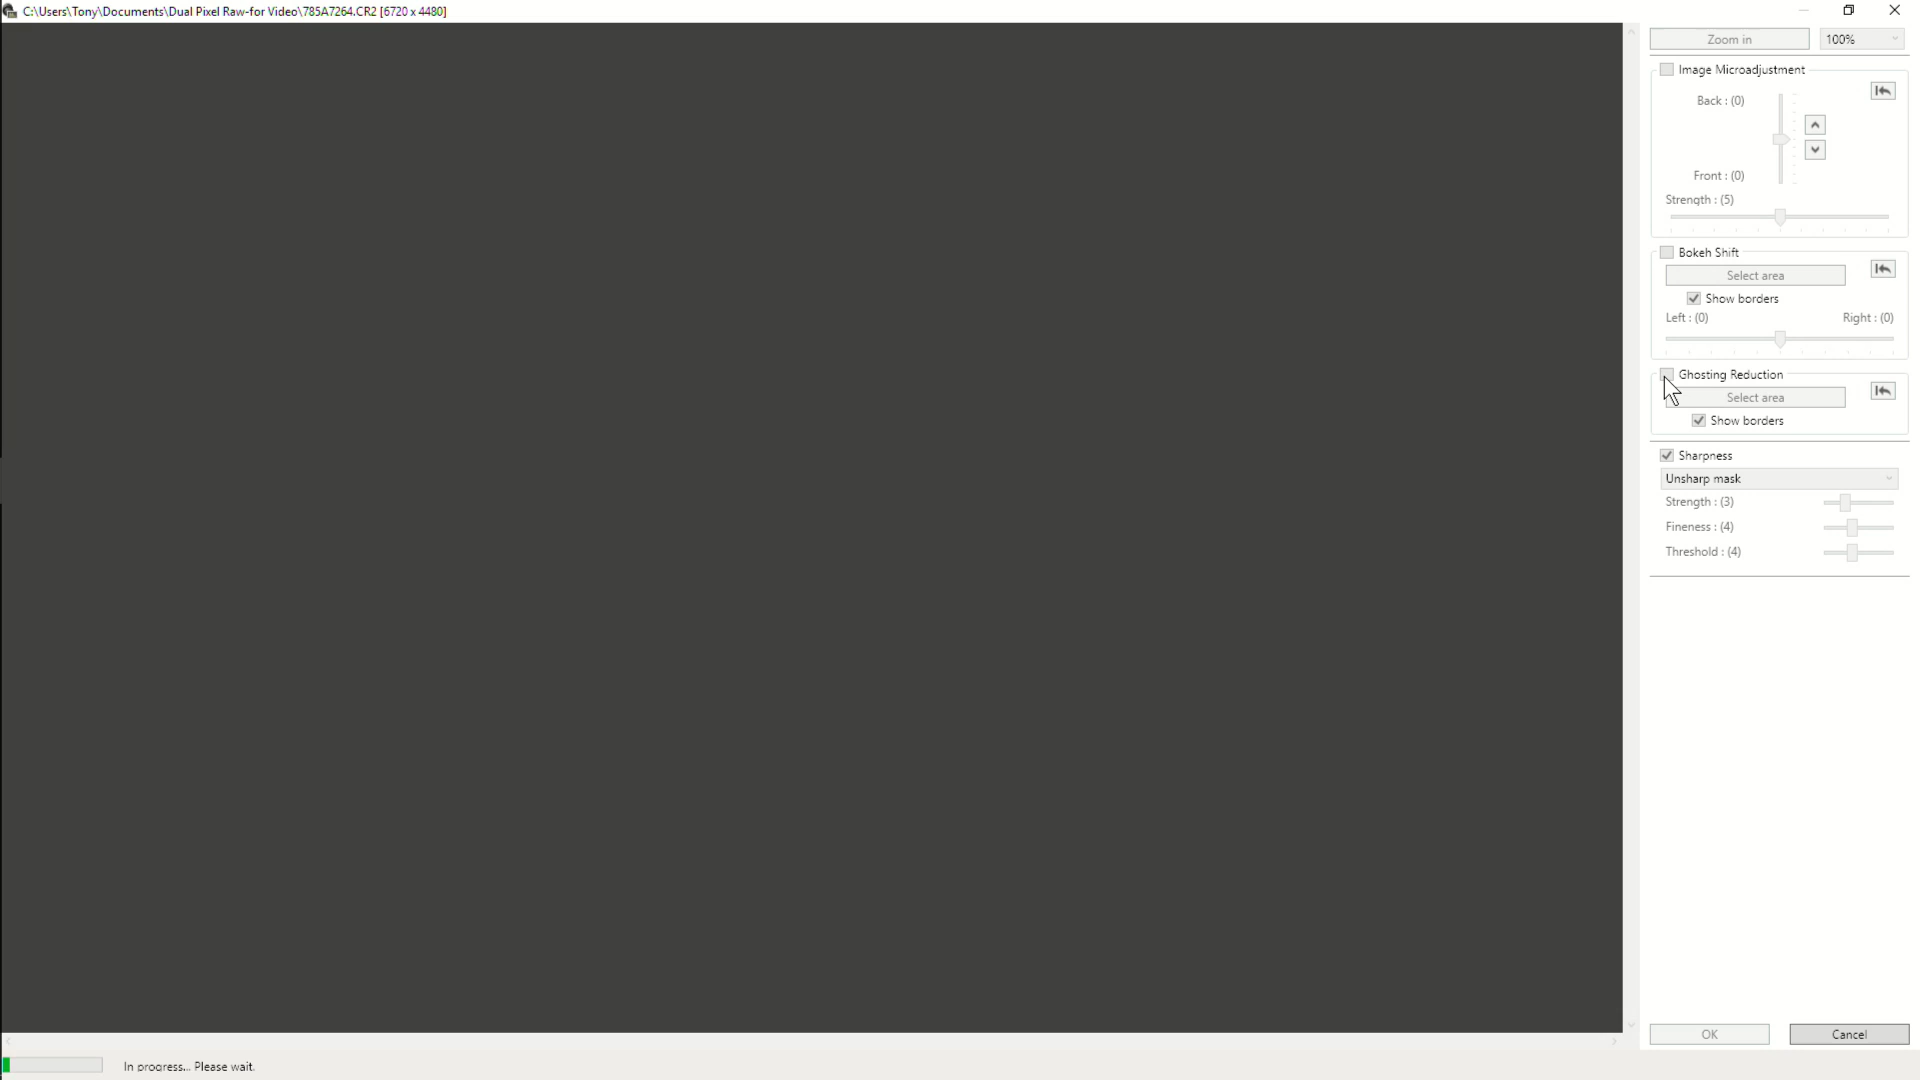 C:\Users\Tony\Documents\Dual Pixel Raw-for Video\785A7264.CR2 [6720 x 4480]
Zoom in
100%
Image Microadjustment
Back : (0)
Front : (0)
Strength : (5)
Bokeh Shift
Select area
Show borders
Left : (0)
Right : (0)
Ghosting Reduction
Select area
Show borders
Sharpness
Unsharp mask
Strength : (3)
Fineness : (4)
Threshold : (4)
OK
Cancel
In progress... Please wait.